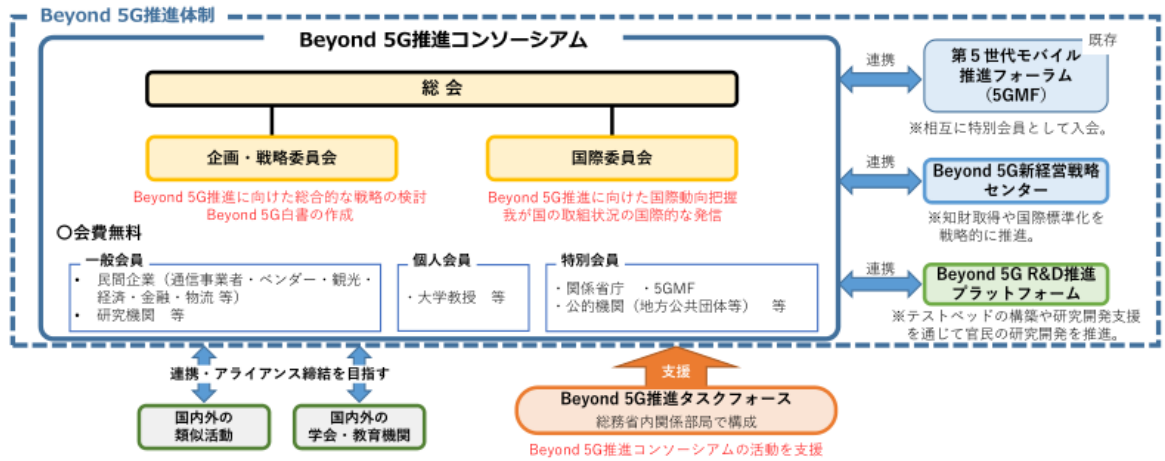 Beyond 5G推進体制
Beyond 5G推進コンソーシアム
総 会
企画・戦略委員会
Beyond 5G推進に向けた総合的な戦略の検討
Beyond 5G白書の作成
国際委員会
Beyond 5G推進に向けた国際動向把握
我が国の取組状況の国際的な発信
〇会費無料
一般会員
• 民間企業（通信事業者・ベンダー・観光・
経済・金融・物流 等）
• 研究機関 等
個人会員
・大学教授 等
特別会員
・関係省庁 ・5GMF
・公的機関（地方公共団体等） 等
連携
既存
第５世代モバイル
推進フォーラム
（5GMF）
※相互に特別会員として入会。
連携
Beyond 5G新経営戦略
センター
※知財取得や国際標準化を
戦略的に推進。
連携
Beyond 5G R&D推進
プラットフォーム
※テストベッドの構築や研究開発支援
を通じて官民の研究開発を推進。
連携・アライアンス締結を目指す
国内外の
類似活動
国内外の
学会・教育機関
支援
Beyond 5G推進タスクフォース
総務省内関係部局で構成
Beyond 5G推進コンソーシアムの活動を支援